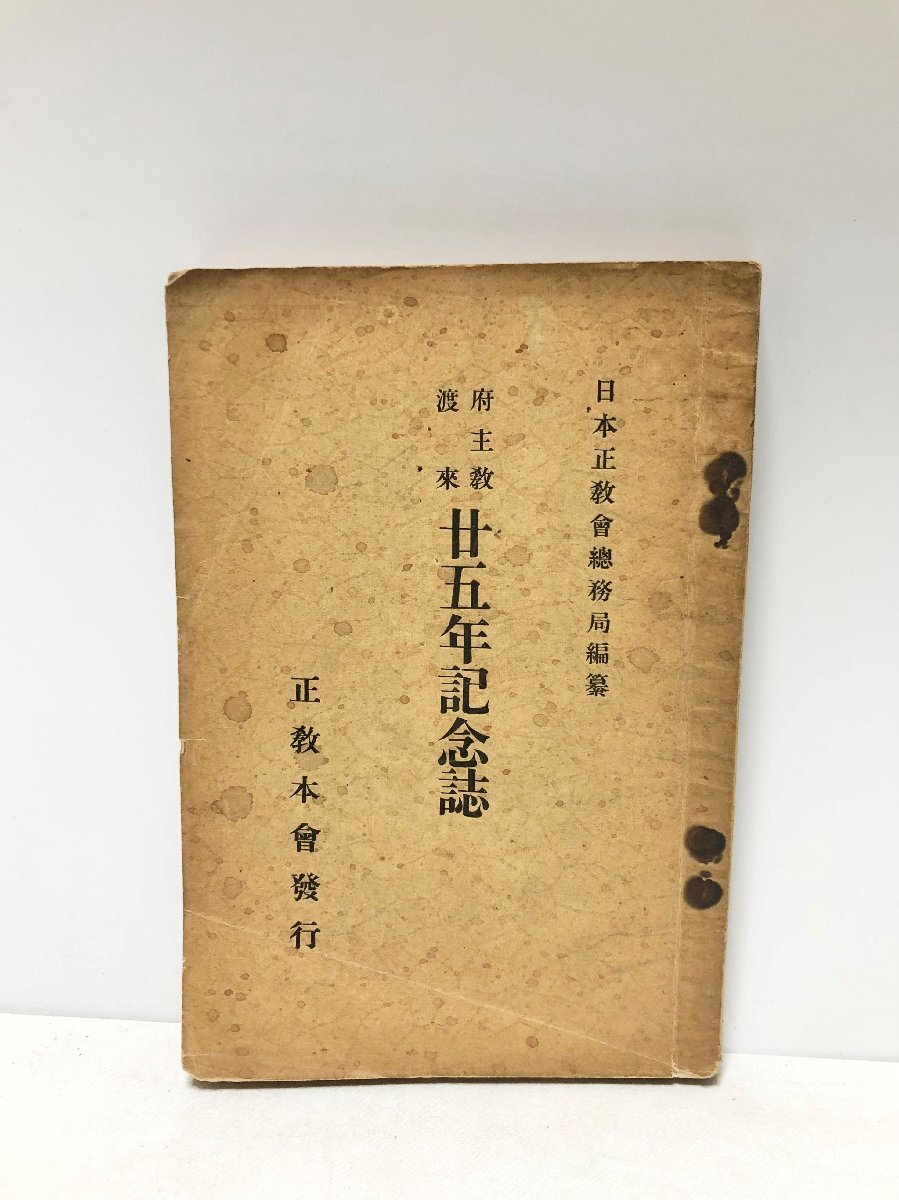 日本正教會總務局編纂
府主教
渡來
廿五年記念誌
正教本會發行